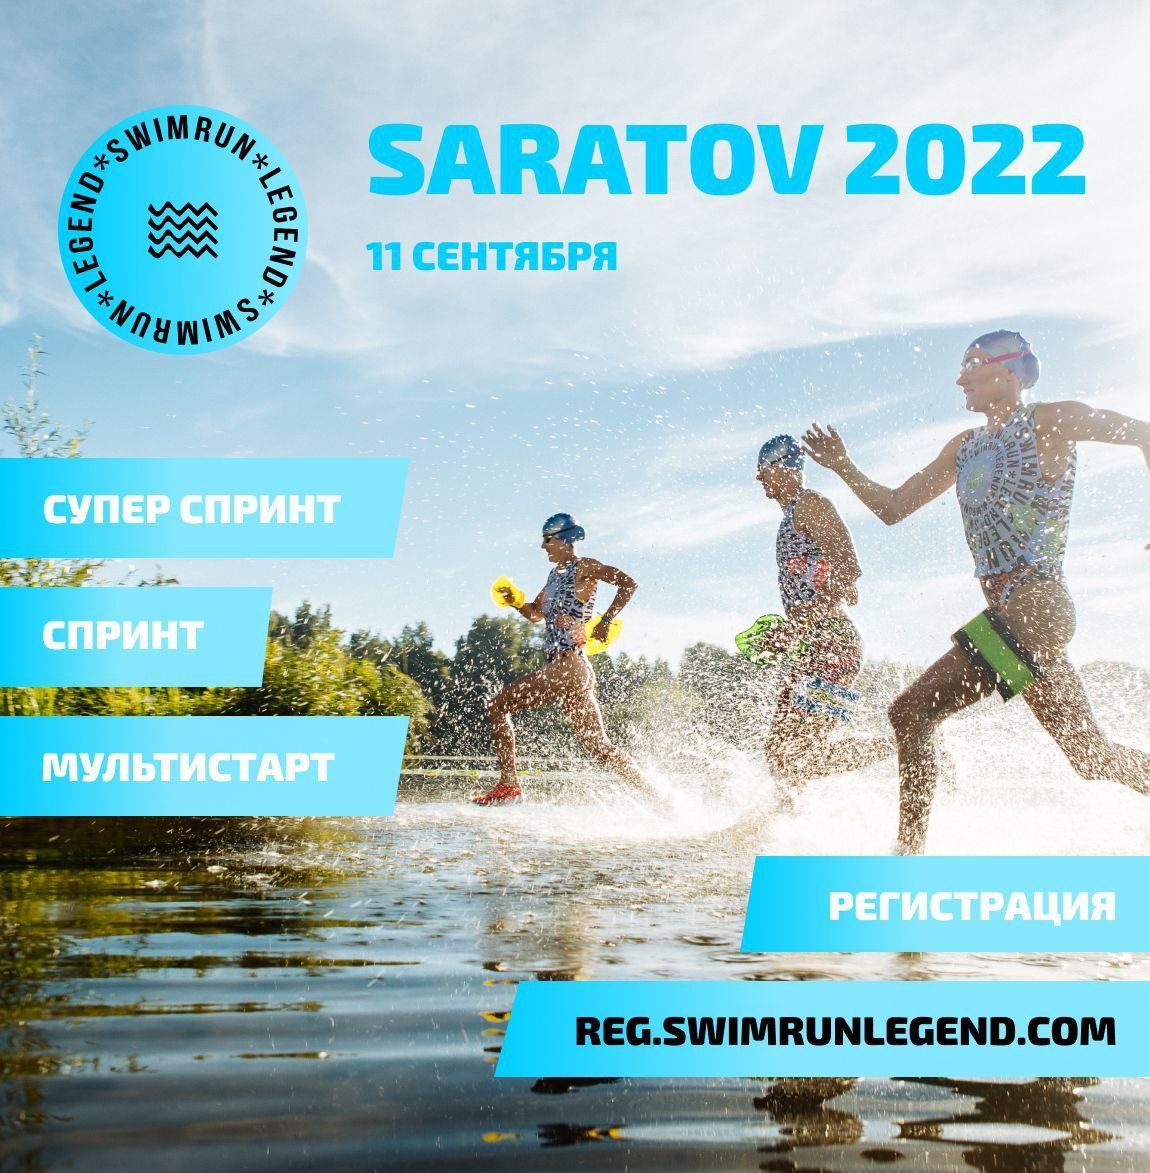 SWIMRUN*LEGEND*SWIMRUN*LEGEND*
SARATOV 2022
11 СЕНТЯБРЯ
СУПЕР СПРИНТ
СПРИНТ
МУЛЬТИСТАРТ
РЕГИСТРАЦИЯ
REG.SWIMRUNLEGEND.COM